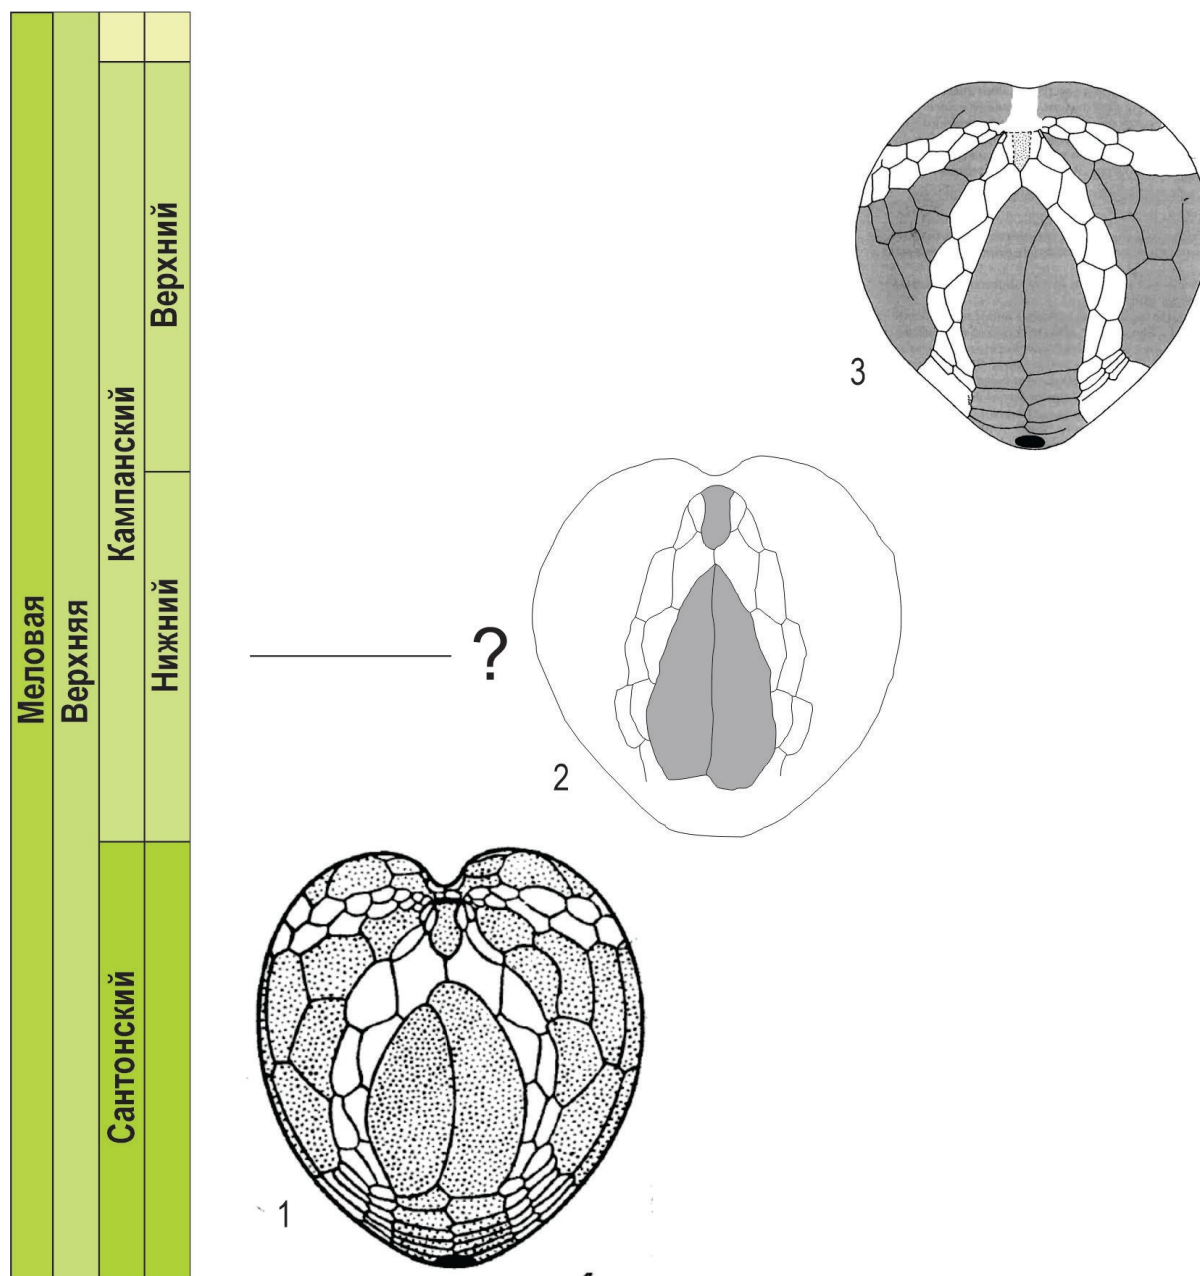 Меловая
Верхняя
Кампанский
Сантонский
Верхний
Нижний
3
?
2
1